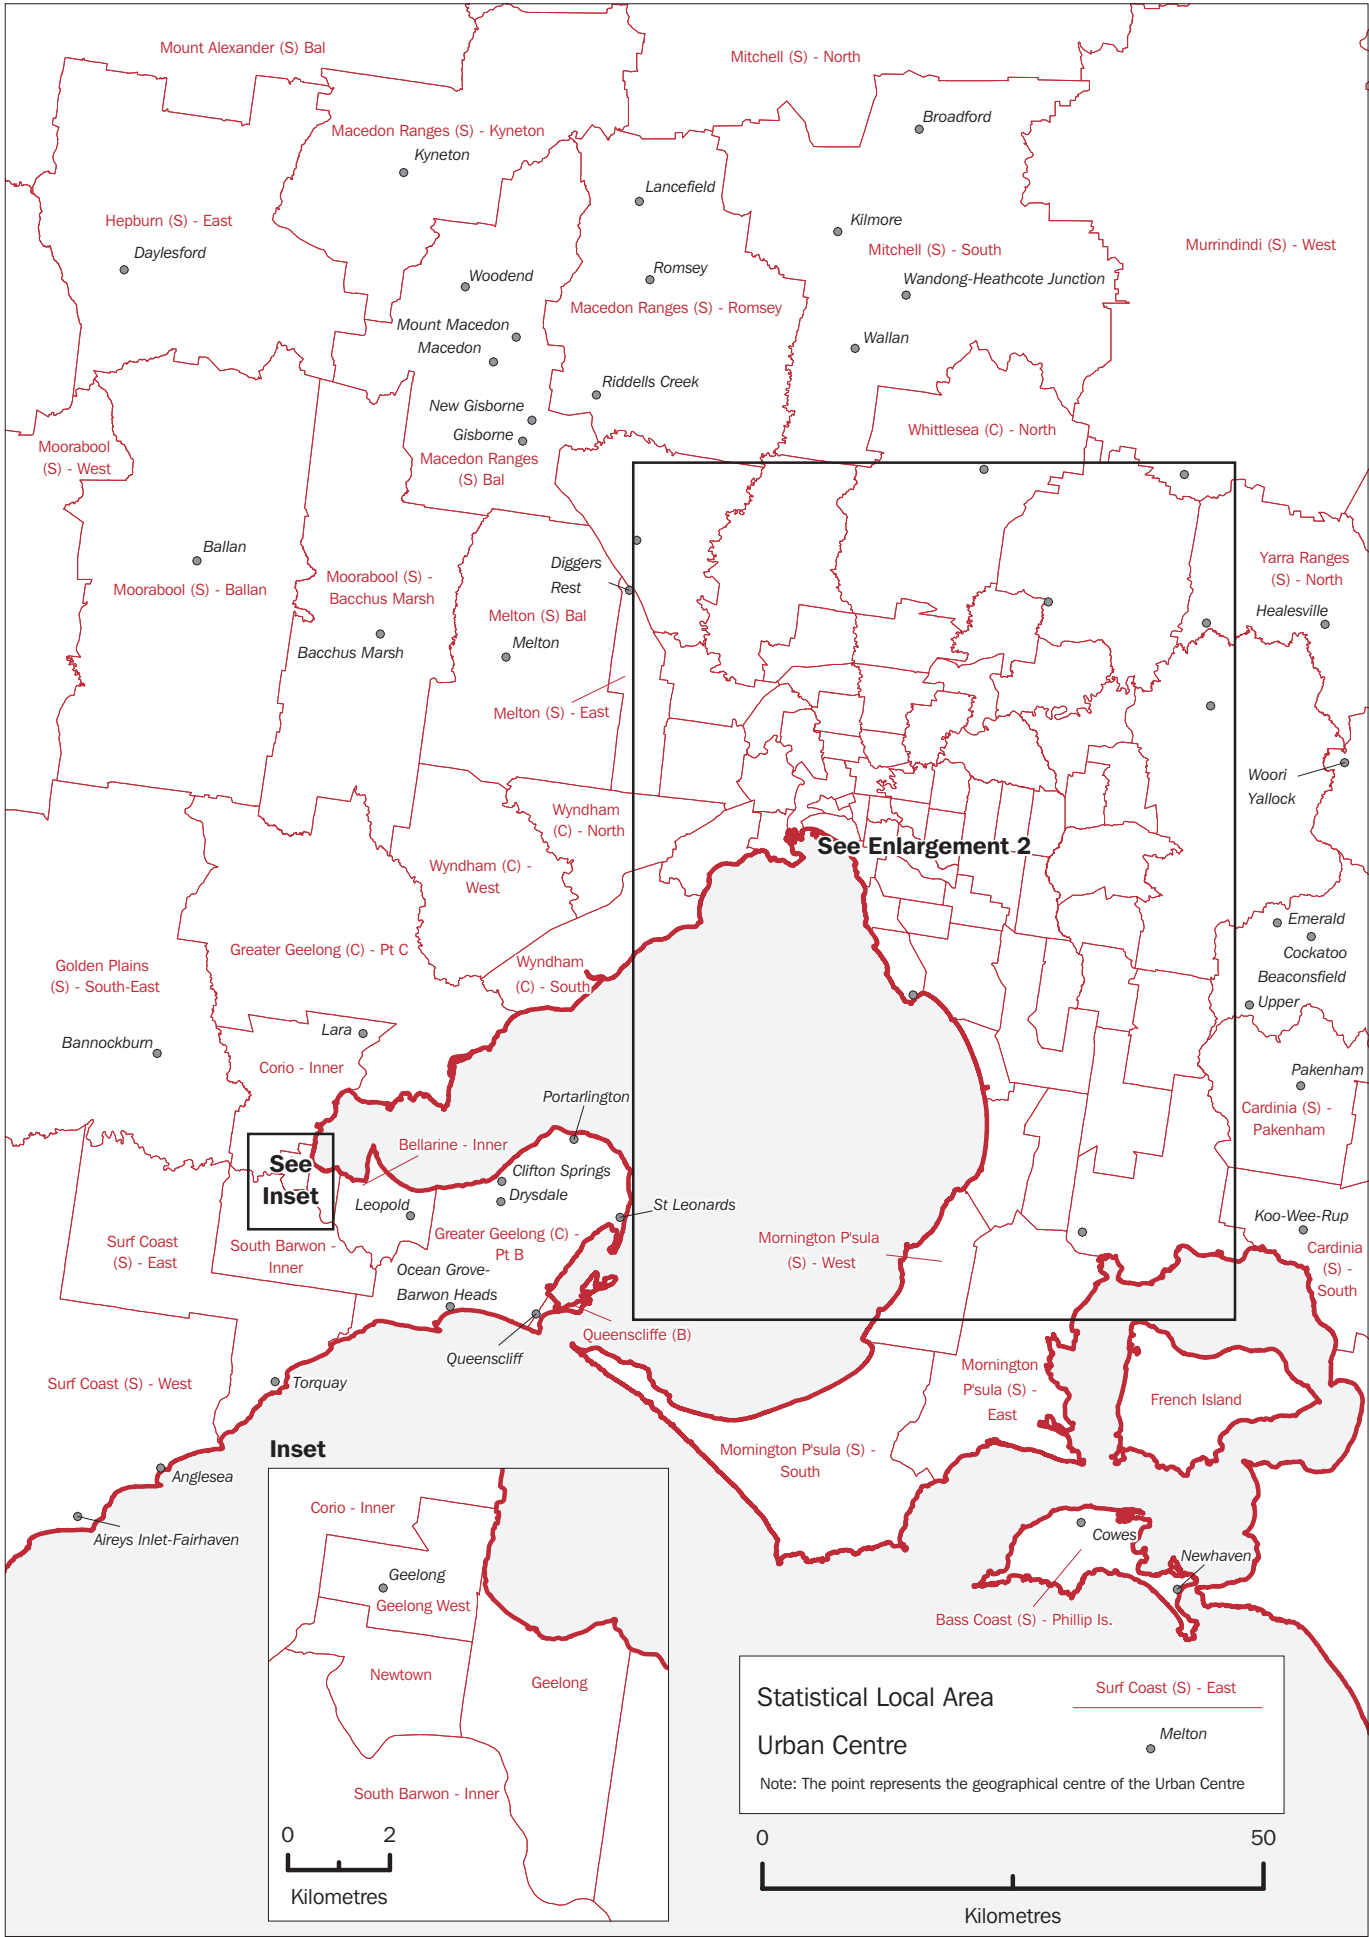 Mount Alexander (S) Bal
Mitchell (S) - North
Broadford
Macedon Ranges (S) - Kyneton
Kyneton
Lancefield
Hepburn (S) - East
Daylesford
Kilmore
Mitchell (S) - South
Murrindindi (S) - West
Woodend
Romsey
Wandong-Heathcote Junction
Macedon Ranges (S) - Romsey
Mount Macedon
Macedon
Wallan
Riddells Creek
New Gisborne
Gisborne
Macedon Ranges
(S) Bal
Whittlesea (C) - North
Moorabool
(S) - West
Ballan
Moorabool (S) - Ballan
Moorabool (S) -
Bacchus Marsh
Bacchus Marsh
Diggers
Rest
Melton (S) Bal
Melton
Melton (S) - East
Yarra Ranges
(S) - North
Healesville
Woori
Yallock
Wyndham
(C) - North
Wyndham (C) -
West
See Enlargement 2
Greater Geelong (C) - Pt C
Golden Plains
(S) - South-East
Wyndham
(C) - South
Emerald
Cockatoo
Beaconsfield
Upper
Bannockburn
Lara
Corio - Inner
Pakenham
Cardinia (S) -
Pakenham
Portarlington
Bellarine - Inner
See
Inset
Clifton Springs
Drysdale
Leopold
St Leonards
Koo-Wee-Rup
Cardinia
(S) -
South
Surf Coast
(S) - East
South Barwon -
Inner
Greater Geelong (C) -
Pt B
Mornington P'sula
(S) - West
Ocean Grove-
Barwon Heads
Queenscliffe (B)
Queenscliff
Surf Coast (S) - West
Torquay
Mornington
P'sula (S) -
East
French Island
Mornington P'sula (S) -
South
Anglesea
Aireys Inlet-Fairhaven
Cowes
Newhaven
Bass Coast (S) - Phillip Is.
Inset
Corio - Inner
Geelong
Geelong West
Newtown
Geelong
South Barwon - Inner
0 2
Kilometres
Statistical Local Area
Surf Coast (S) - East
Urban Centre
Melton
Note: The point represents the geographical centre of the Urban Centre
0 50
Kilometres